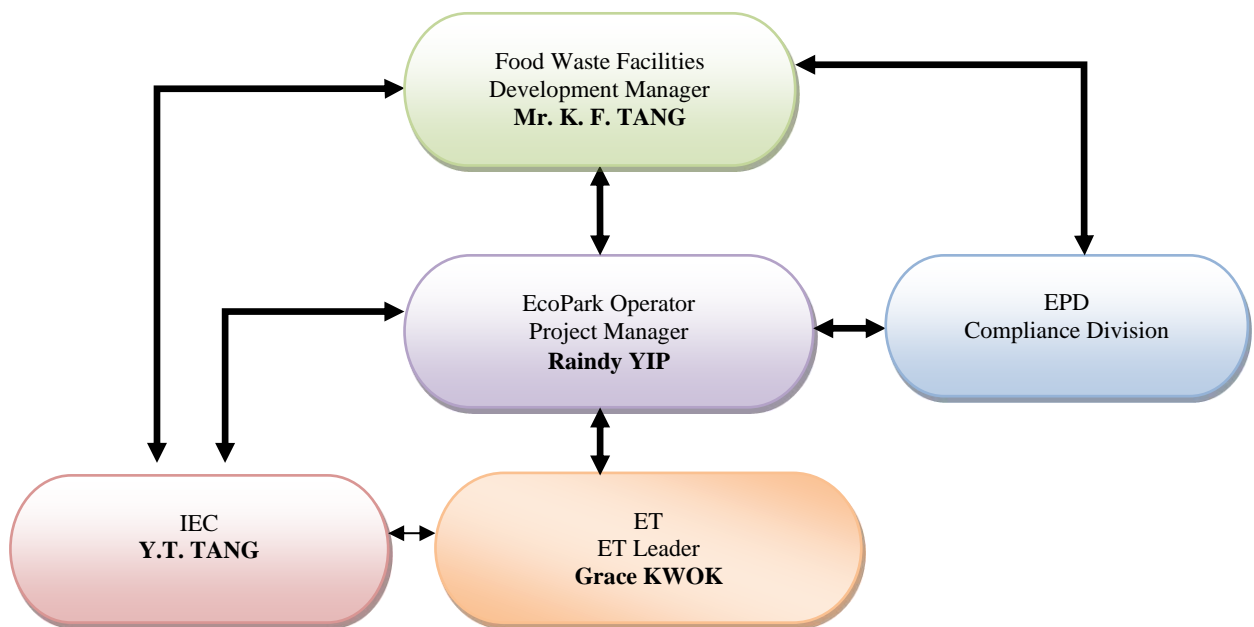 Food Waste Facilities
Development Manager
Mr. K. F. TANG
EcoPark Operator
Project Manager
Raindy YIP
EPD
Compliance Division
IEC
Y.T. TANG
ET
ET Leader
Grace KWOK